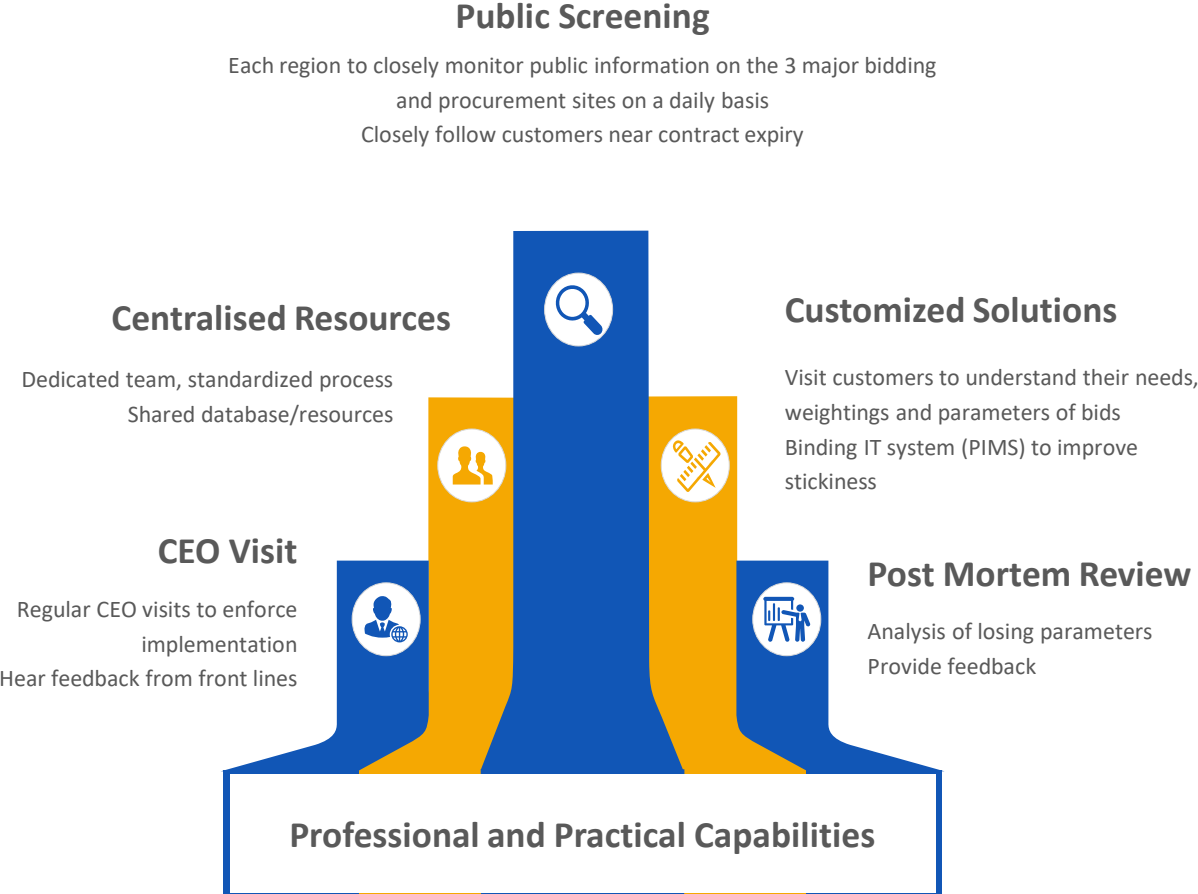 Public Screening
Each region to closely monitor public information on the 3 major bidding
and procurement sites on a daily basis
Closely follow customers near contract expiry
Centralised Resources
Dedicated team, standardized process
Shared database/resources
Customized Solutions
Visit customers to understand their needs,
weightings and parameters of bids
Binding IT system (PIMS) to improve
stickiness
CEO Visit
Regular CEO visits to enforce
implementation
Hear feedback from front lines
Post Mortem Review
Analysis of losing parameters
Provide feedback
Professional and Practical Capabilities